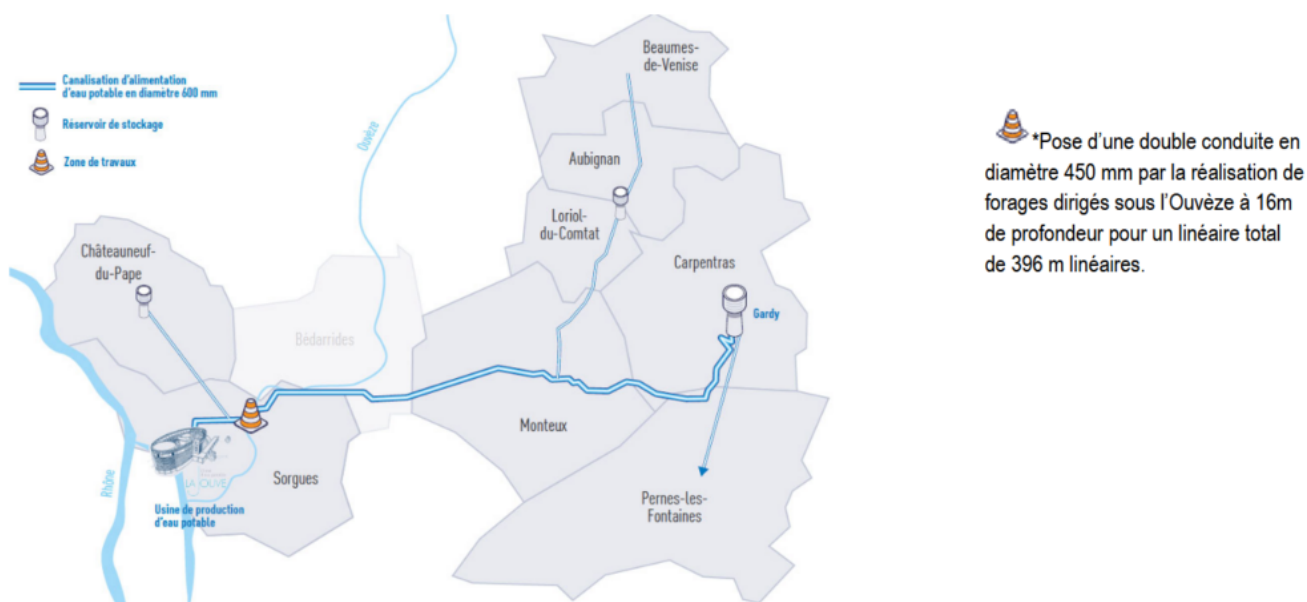 Canalisation d'alimentation
d'eau potable en diamètre 600 mm
Réservoir de stockage
Zone de travaux
Ouvèze
Beaumes-
de-Venise
Aubignan
Loriol-
du-Comtat
Châteauneuf-
du-Pape
Carpentras
Gardy
Bédarrides
Monteux
Sorgues
Rhône
LA JOUVE
Usine de production
d'eau potable
Pernes-les-
Fontaines
*Pose d'une double conduite en
diamètre 450 mm par la réalisation de
forages dirigés sous l'Ouvèze à 16m
de profondeur pour un linéaire total
de 396 m linéaires.